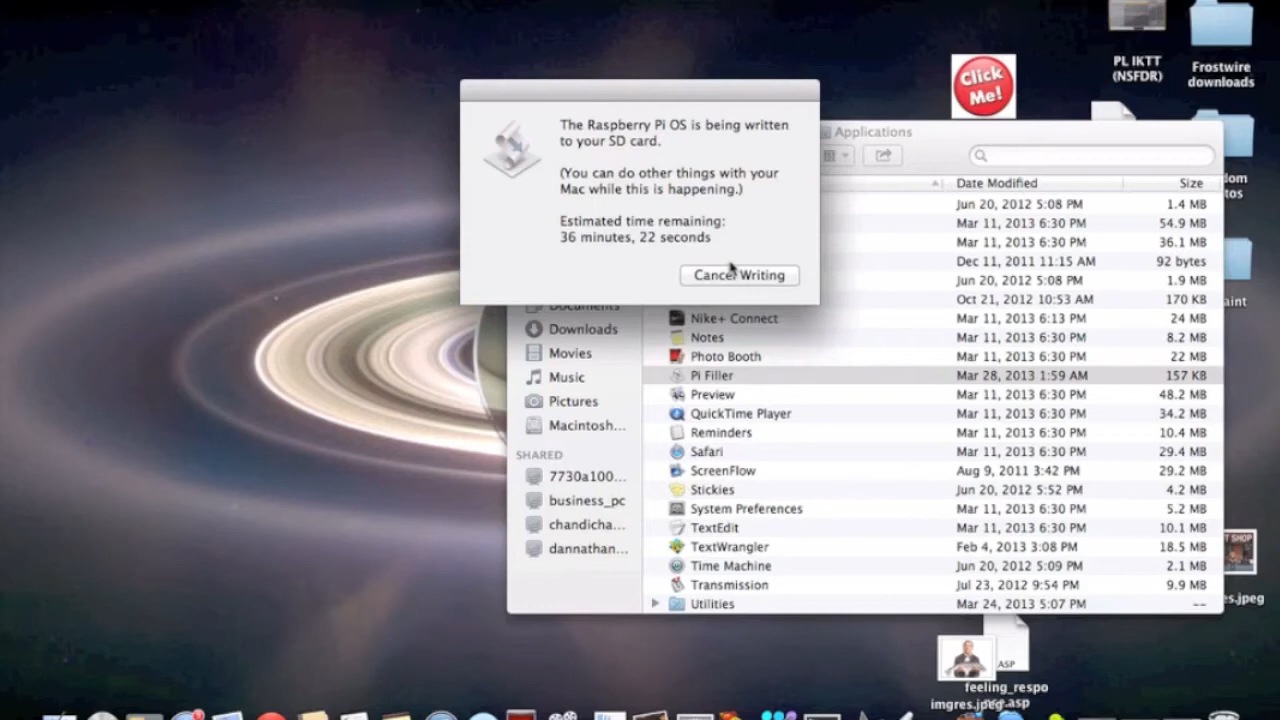 PL IKTT
(NSFDR)
Frostwire
downloads
Click
Me!
The Raspberry Pi OS is being written
to your SD card.
(You can do other things with your
Mac while this is happening.)
Estimated time remaining:
36 minutes, 22 seconds
Cancel Writing
Applications
Date Modified Size
Jun 20, 2012 5:08 PM 1.4 MB
Mar 11, 2013 6:30 PM 54.9 MB
Mar 11, 2013 6:30 PM 36.1 MB
Dec 11, 2011 11:15 AM 92 bytes
Jun 20, 2012 5:08 PM 1.9 MB
Oct 21, 2012 10:53 AM 170 KB
Nike+ Connect Mar 11, 2013 6:13 PM 24 MB
Notes Mar 11, 2013 6:30 PM 8.2 MB
Photo Booth Mar 11, 2013 6:30 PM 22 MB
Pi Filler Mar 28, 2013 1:59 AM 157 KB
Preview Mar 11, 2013 6:30 PM 48.2 MB
QuickTime Player Mar 11, 2013 6:30 PM 34.2 MB
Reminders Mar 11, 2013 6:30 PM 10.4 MB
Safari Mar 11, 2013 6:30 PM 29.4 MB
ScreenFlow Aug 9, 2011 3:42 PM 29.2 MB
Stickies Jun 20, 2012 5:52 PM 4.2 MB
System Preferences Mar 11, 2013 6:30 PM 5.2 MB
TextEdit Mar 11, 2013 6:30 PM 10.1 MB
TextWrangler Feb 4, 2013 3:08 PM 18.5 MB
Time Machine Jun 20, 2012 5:09 PM 2.1 MB
Transmission Jul 23, 2012 9:54 PM 9.9 MB
Utilities Mar 24, 2013 5:07 PM --
Documents
Downloads
Movies
Music
Pictures
Macintosh...
SHARED
7730a100...
business_pc
chandicha...
dannathan...
dom
tos
aint
T SHOP
es.jpeg
ASP
feeling_respo
imgres.jpeg